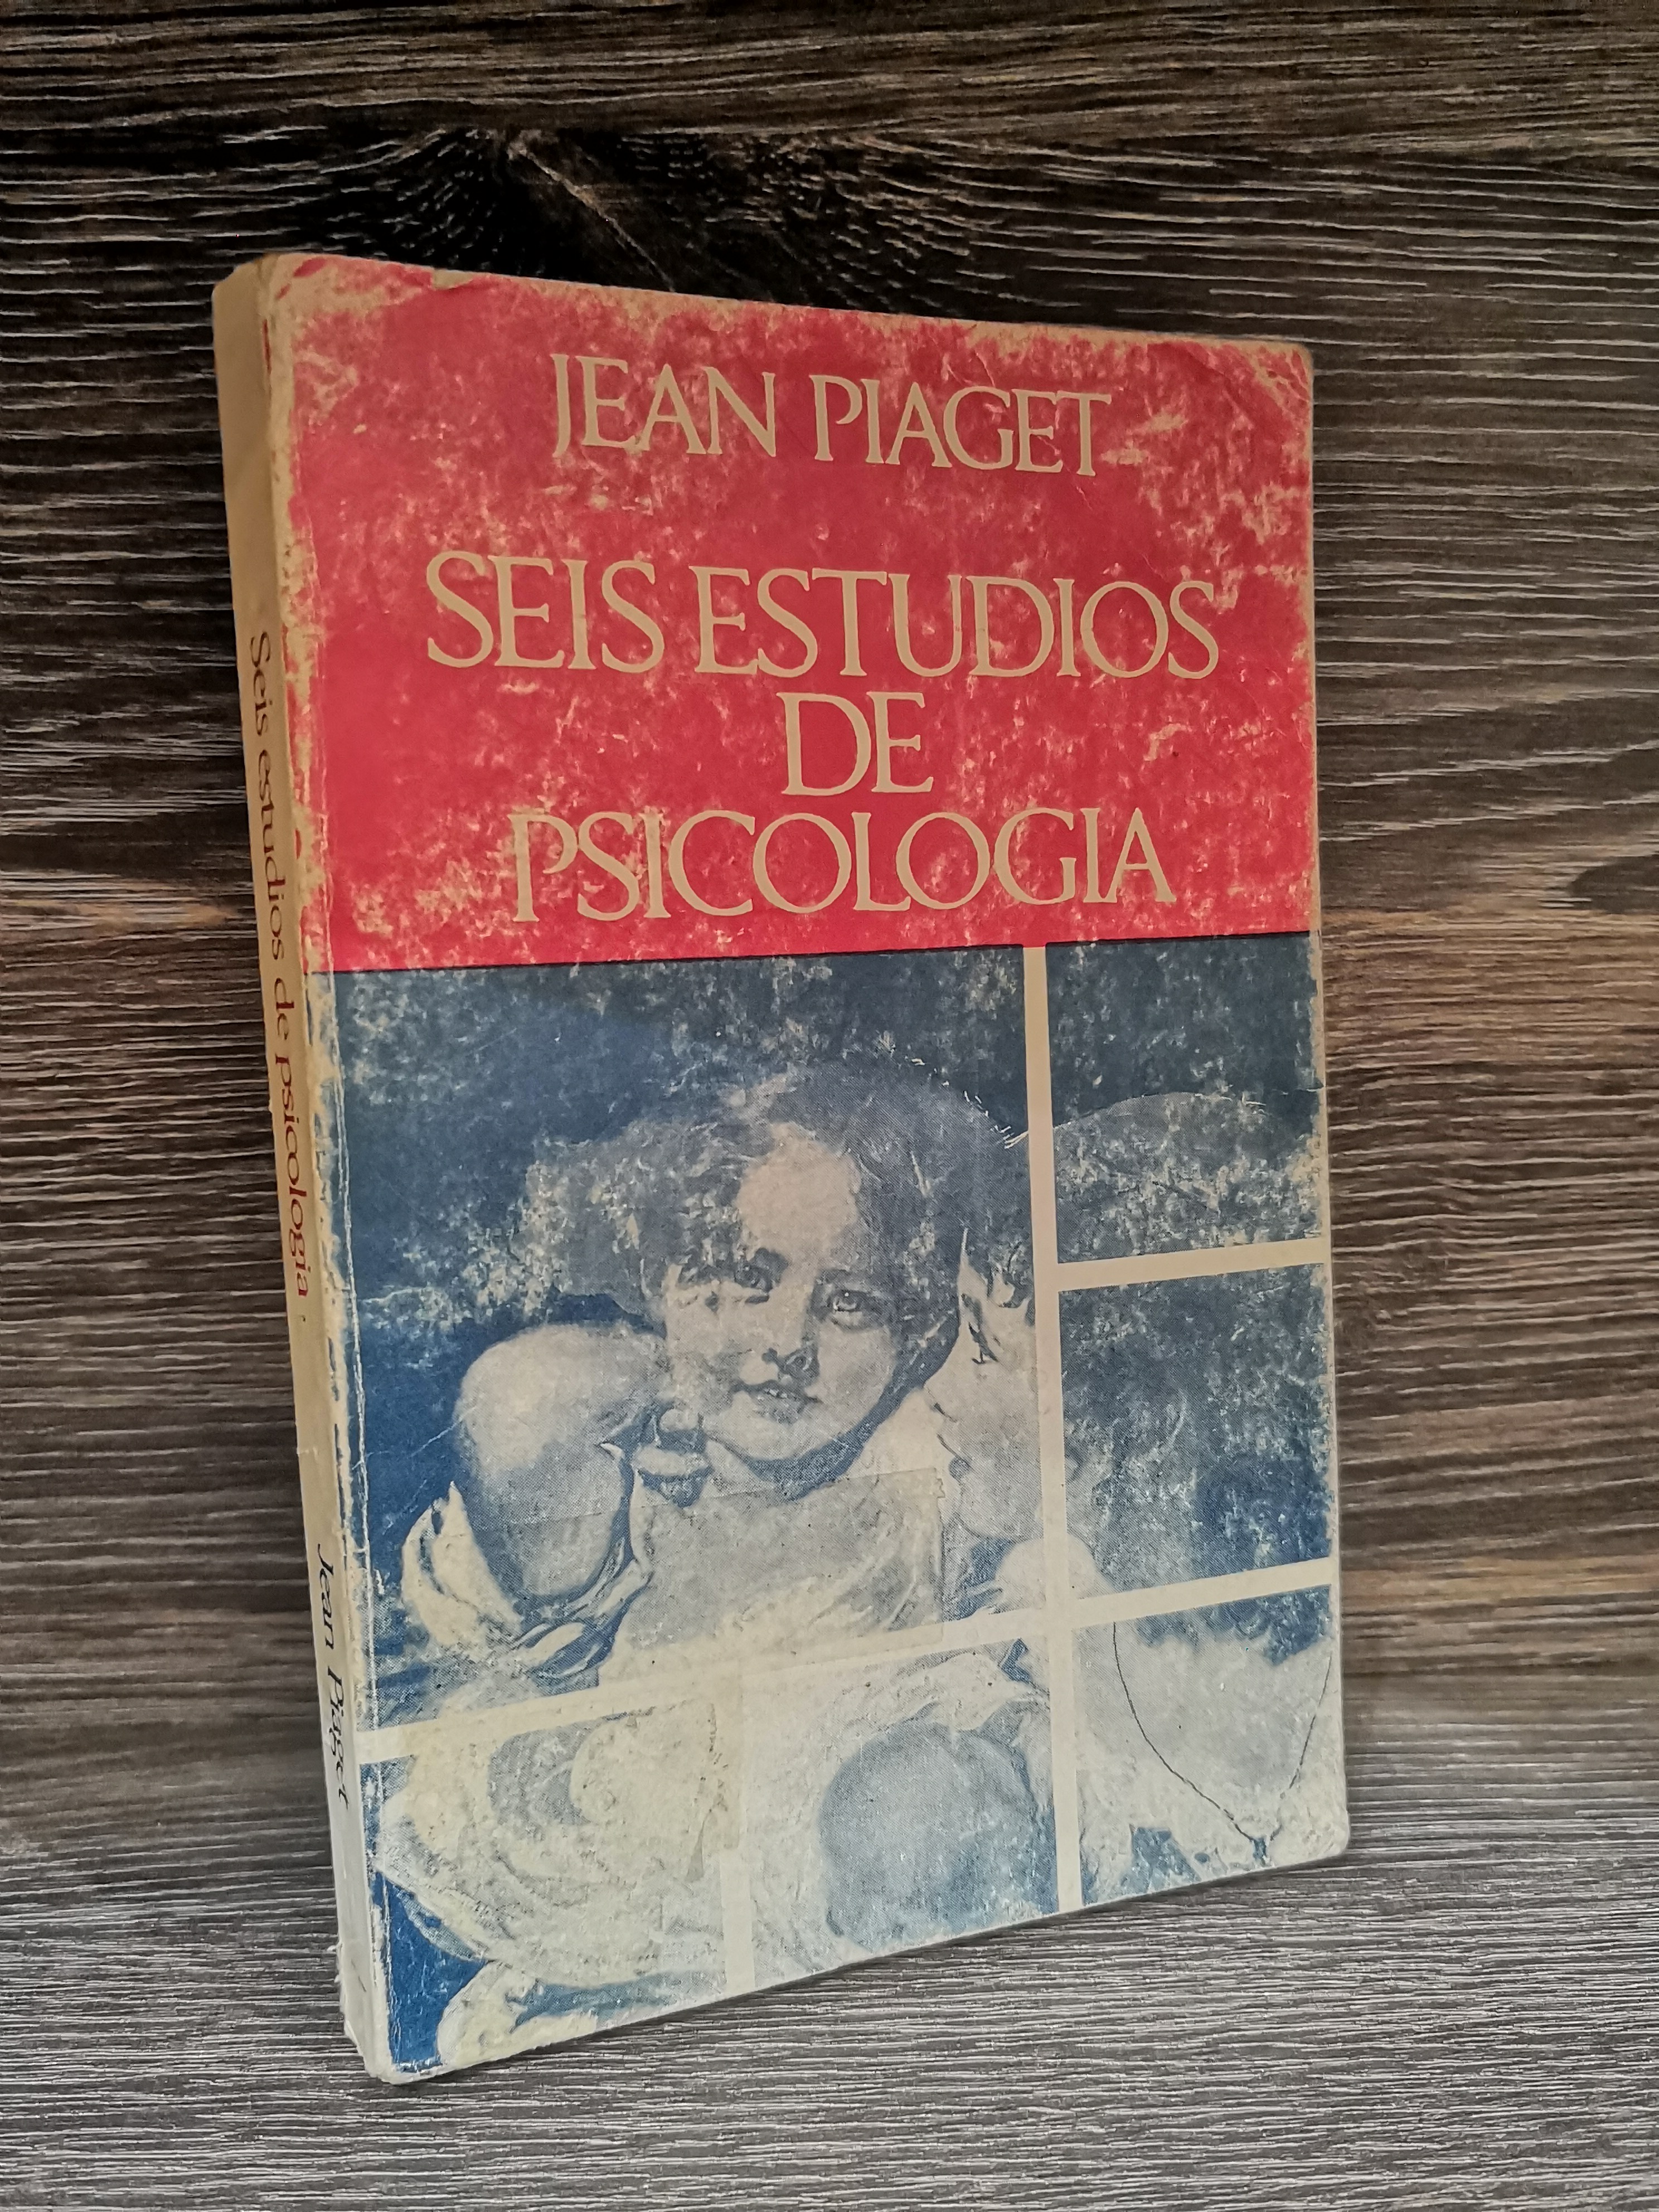 JEAN PIAGET
SEIS ESTUDIOS
DE
PSICOLOGIA
Seis estudios de psicología
Jean Piaget